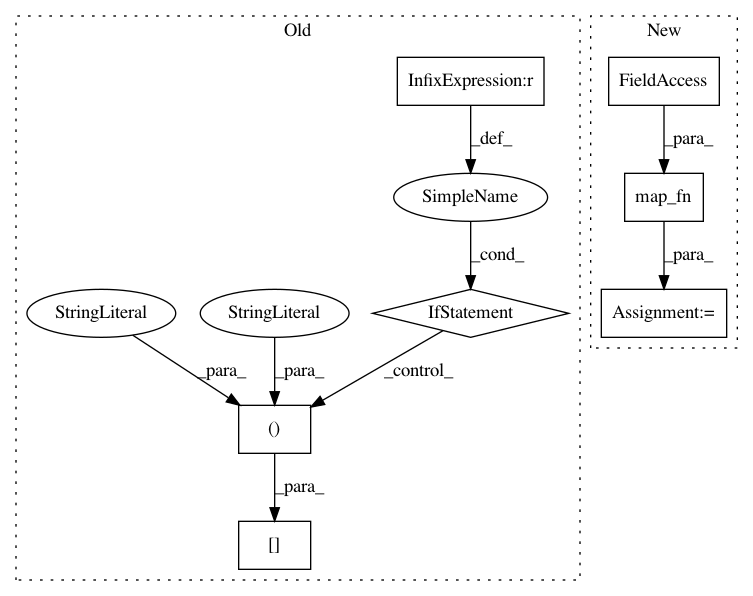 Old
New
InfixExpression:r
FieldAccess
_def_
_para_
SimpleName
map_fn
_cond_
_para_
StringLiteral
StringLiteral
IfStatement
Assignment:=
_para_
_para_
_control_
()
_para_
[]